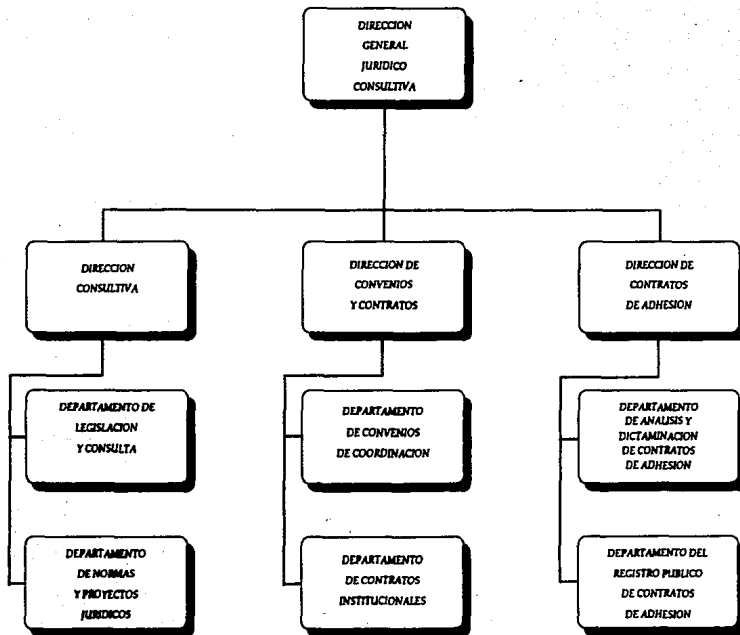 DIRECCION
GENERAL
JURIDICO
CONSULTIVA
DIRECCION
CONSULTIVA
DIRECCION DE
CONVENIOS
Y CONTRATOS
DIRECCION DE
CONTRATOS
DE ADHESION
DEPARTAMENTO DE
LEGISLACION
Y CONSULTA
DEPARTAMENTO
DE CONVENIOS
DE COORDINACION
DEPARTAMENTO
DE ANALISIS Y
DICTAMINACION
DE CONTRATOS
DE ADHESION
DEPARTAMENTO
DE NORMAS
Y PROYECTOS
JURIDICOS
DEPARTAMENTO
DE CONTRATOS
INSTITUCIONALES
DEPARTAMENTO DEL
REGISTRO PUBLICO
DE CONTRATOS
DE ADHESION